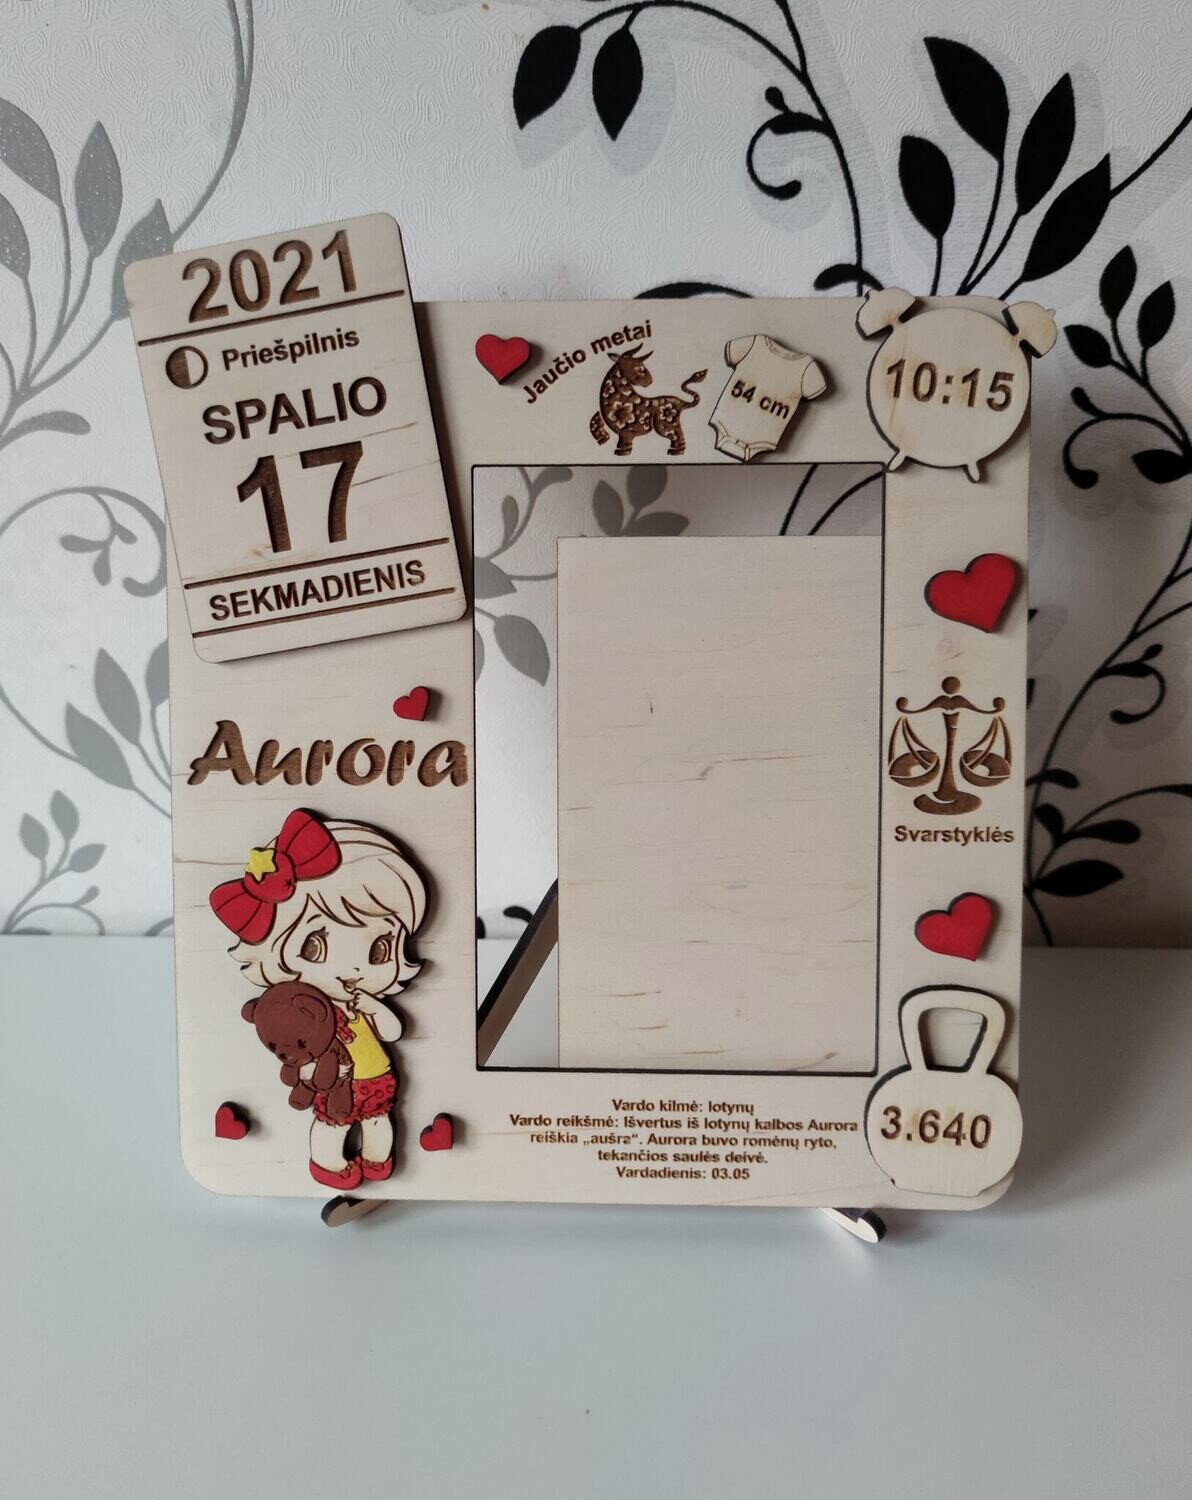 2021
Priešpilnis
SPALIO
17
SEKMADIENIS
Jaučio metai
54 cm
10:15
Aurora
Svarstyklės
3.640
Vardo kilmė: lotynų
Vardo reikšmė: Išvertus iš lotynų kalbos Aurora
reiškia „aušra“. Aurora buvo romėnų ryto,
tekančios saulės deivė.
Vardadienis: 03.05